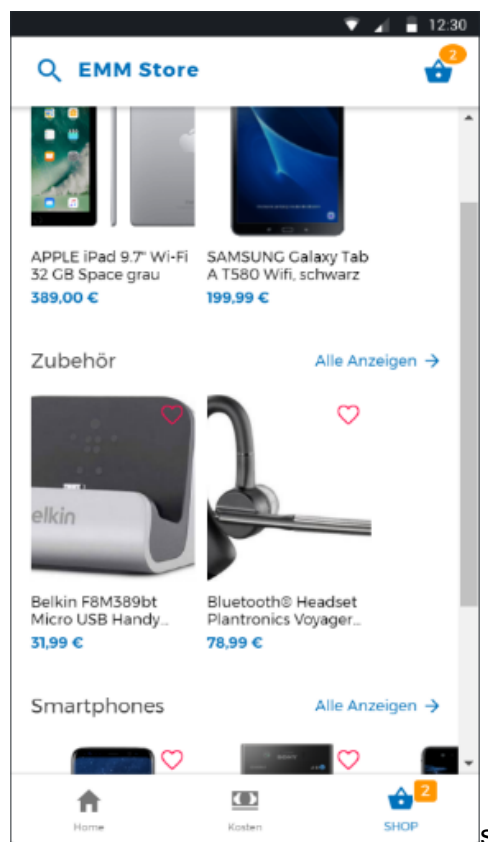 12:30
EMM Store
2
APPLE iPad 9.7" Wi-Fi
32 GB Space grau
389,00 €
SAMSUNG Galaxy Tab
A T580 Wifi, schwarz
199,99 €
Zubehör
Alle Anzeigen →
elkin
Belkin F8M389bt
Micro USB Handy...
31,99 €
Bluetooth® Headset
Plantronics Voyager...
78,99 €
Smartphones
Alle Anzeigen →
SONY
Home
Kosten
2
SHOP
s